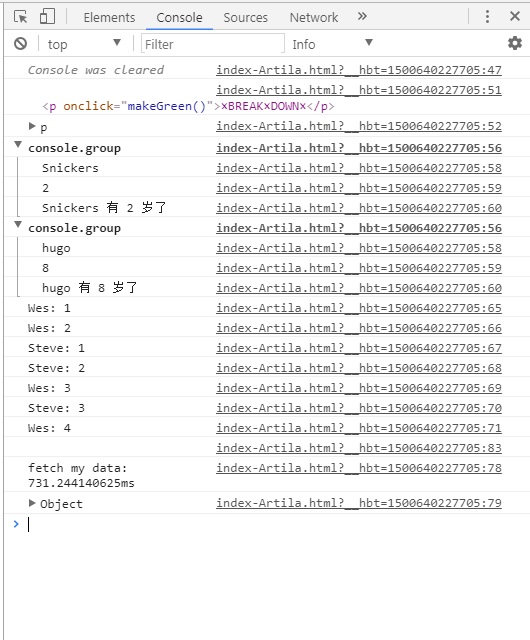 Elements Console Sources Network »
top Filter Info
Console was cleared index-Artila.html?__hbt=1500640227705:47
index-Artila.html?__hbt=1500640227705:51
<p onclick="makeGreen()">×BREAK×DOWN×</p>
p index-Artila.html?__hbt=1500640227705:52
console.group index-Artila.html?__hbt=1500640227705:56
Snickers index-Artila.html?__hbt=1500640227705:58
2 index-Artila.html?__hbt=1500640227705:59
Snickers 有 2 岁了 index-Artila.html?__hbt=1500640227705:60
console.group index-Artila.html?__hbt=1500640227705:56
hugo index-Artila.html?__hbt=1500640227705:58
8 index-Artila.html?__hbt=1500640227705:59
hugo 有 8 岁了 index-Artila.html?__hbt=1500640227705:60
Wes: 1 index-Artila.html?__hbt=1500640227705:65
Wes: 2 index-Artila.html?__hbt=1500640227705:66
Steve: 1 index-Artila.html?__hbt=1500640227705:67
Steve: 2 index-Artila.html?__hbt=1500640227705:68
Wes: 3 index-Artila.html?__hbt=1500640227705:69
Steve: 3 index-Artila.html?__hbt=1500640227705:70
Wes: 4 index-Artila.html?__hbt=1500640227705:71
index-Artila.html?__hbt=1500640227705:83
fetch my data: index-Artila.html?__hbt=1500640227705:78
731.244140625ms
Object index-Artila.html?__hbt=1500640227705:79